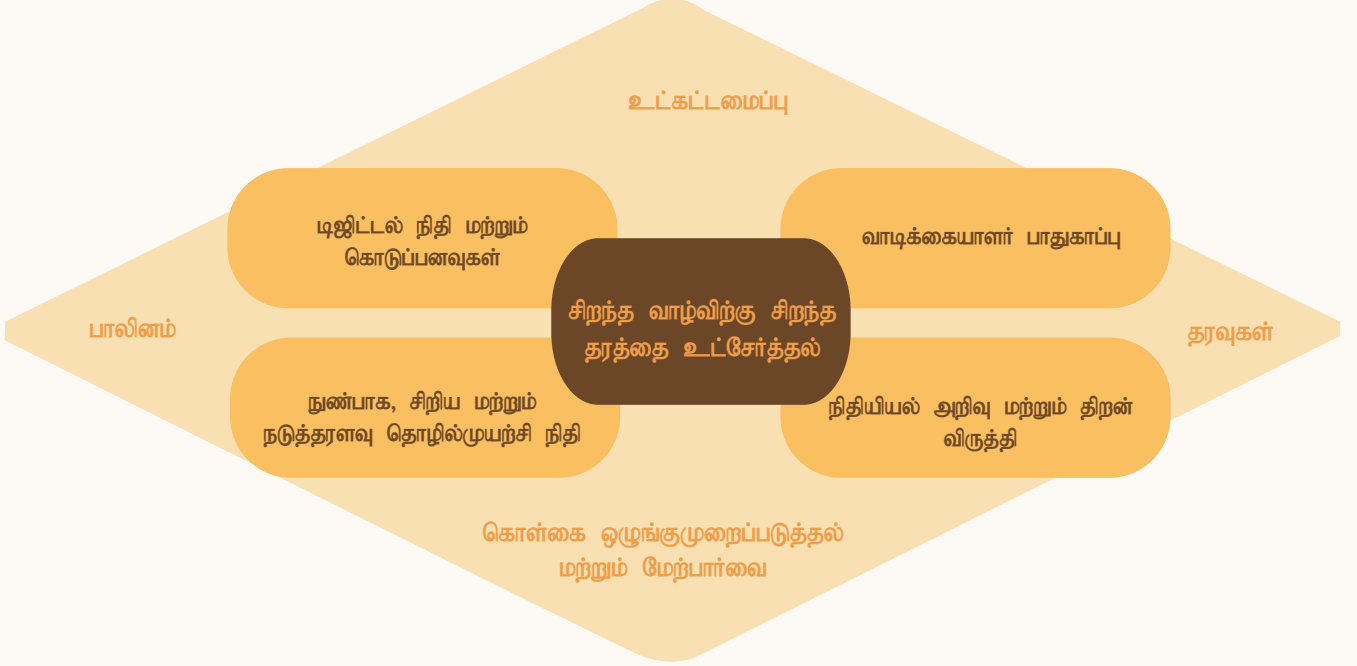 உட்கட்டமைப்பு
டிஜிட்டல் நிதி மற்றும்
கொடுப்பனவுகள்
வாடிக்கையாளர் பாதுகாப்பு
சிறந்த வாழ்விற்கு சிறந்த
தரத்தை உட்சேர்த்தல்
பாலினம்
தரவுகள்
நுண்பாக, சிறிய மற்றும்
நடுத்தரளவு தொழில்முயற்சி நிதி
நிதியியல் அறிவு மற்றும் திறன்
விருத்தி
கொள்கை ஒழுங்குமுறைப்படுத்தல்
மற்றும் மேற்பார்வை